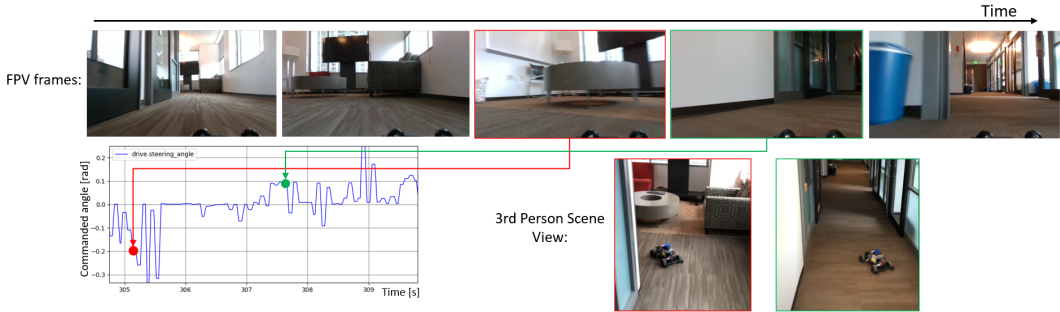 Time
FPV frames:
drive.steering_angle
Commanded angle [rad]
0.2
0.1
0.0
−0.1
−0.2
−0.3
305
306
307
308
309
Time [s]
3rd Person Scene
View: